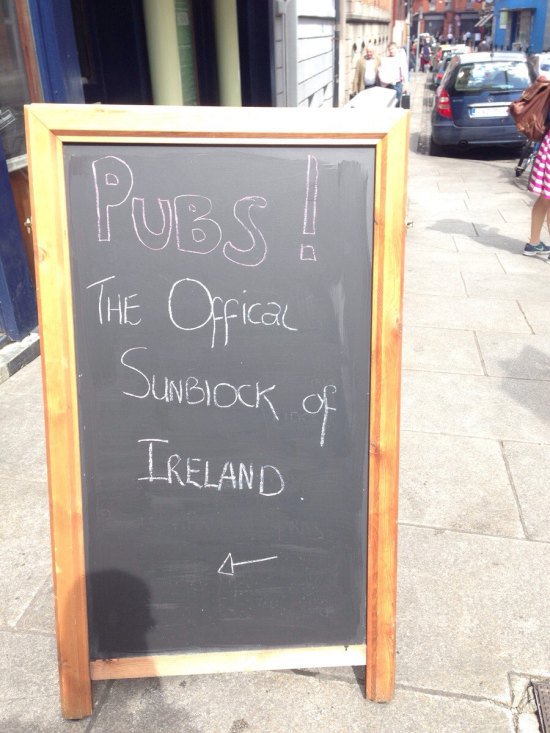 PUBS!
THE OFFICAL
SUNBLOCK OF
IRELAND.